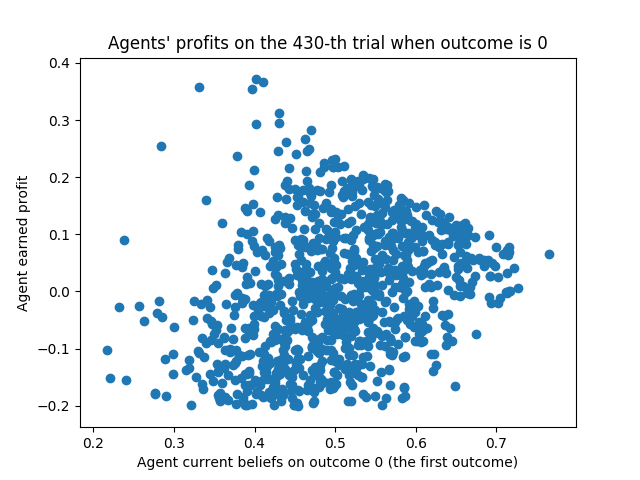 Agents' profits on the 430-th trial when outcome is 0
0.4
0.3
0.2
0.1
0.0
−0.1
−0.2
Agent earned profit
0.2 0.3 0.4 0.5 0.6 0.7
Agent current beliefs on outcome 0 (the first outcome)